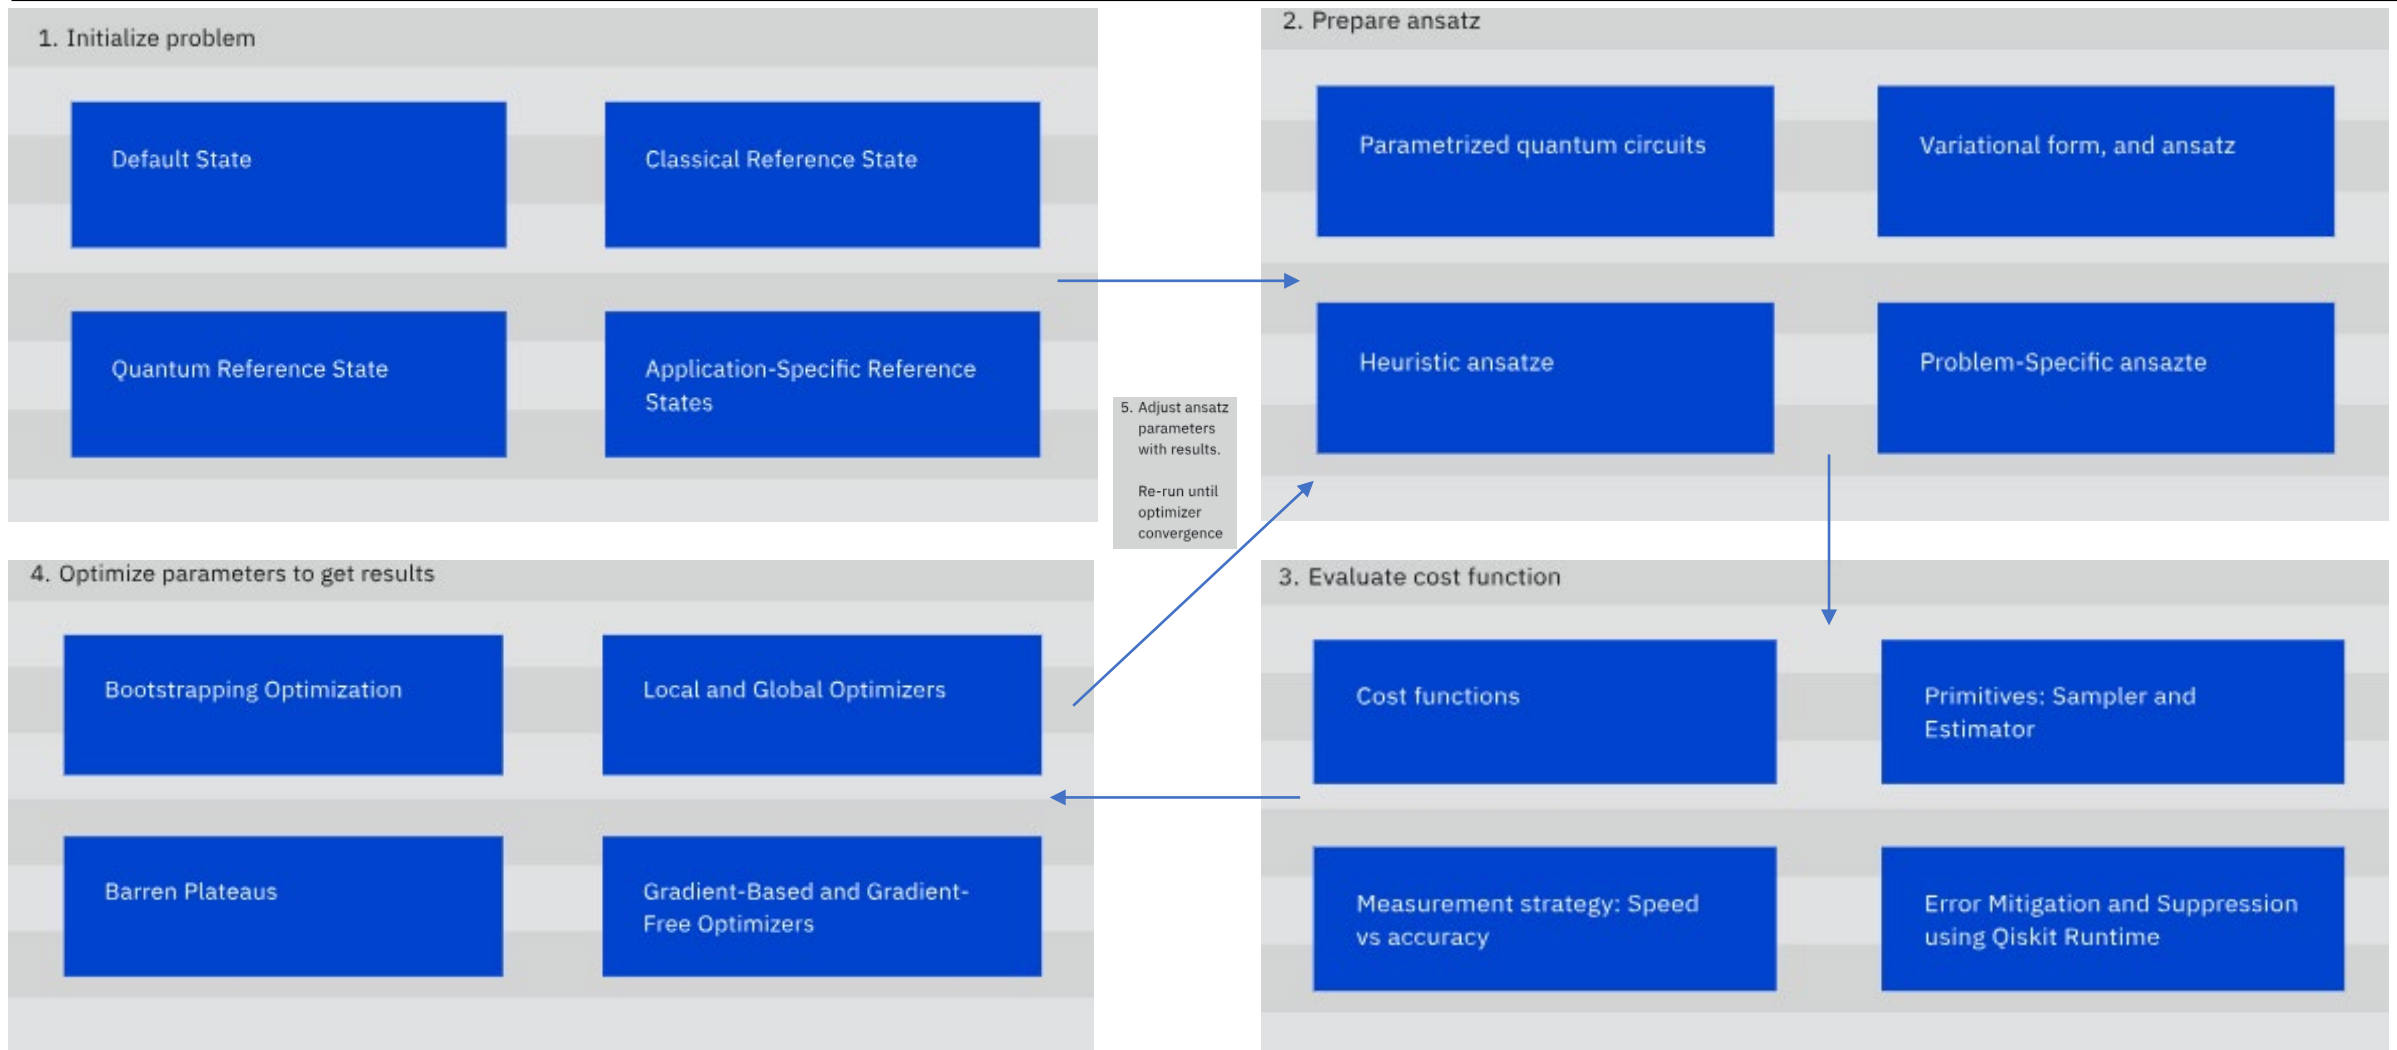 1. Initialize problem
Default State
Classical Reference State
Quantum Reference State
Application-Specific Reference
States
2. Prepare ansatz
Parametrized quantum circuits
Variational form, and ansatz
Heuristic ansatze
Problem-Specific ansazte
5. Adjust ansatz
parameters
with results.
Re-run until
optimizer
convergence
4. Optimize parameters to get results
Bootstrapping Optimization
Local and Global Optimizers
Barren Plateaus
Gradient-Based and Gradient-
Free Optimizers
3. Evaluate cost function
Cost functions
Primitives: Sampler and
Estimator
Measurement strategy: Speed
vs accuracy
Error Mitigation and Suppression
using Qiskit Runtime